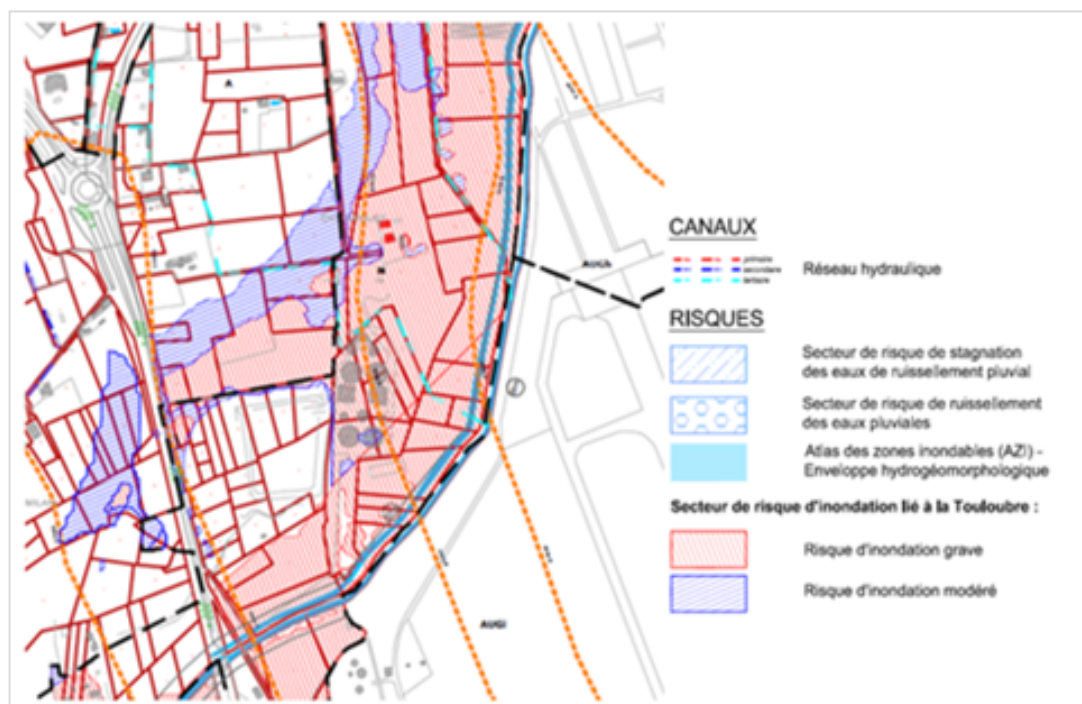 A
AUGI
CANAUX
primaire
secondaire
tertiaire
Réseau hydraulique
RISQUES
Secteur de risque de stagnation
des eaux de ruissellement pluvial
Secteur de risque de ruissellement
des eaux pluviales
Atlas des zones inondables (AZI) -
Enveloppe hydrogéomorphologique
Secteur de risque d'inondation lié à la Touloubre :
Risque d'inondation grave
Risque d'inondation modéré